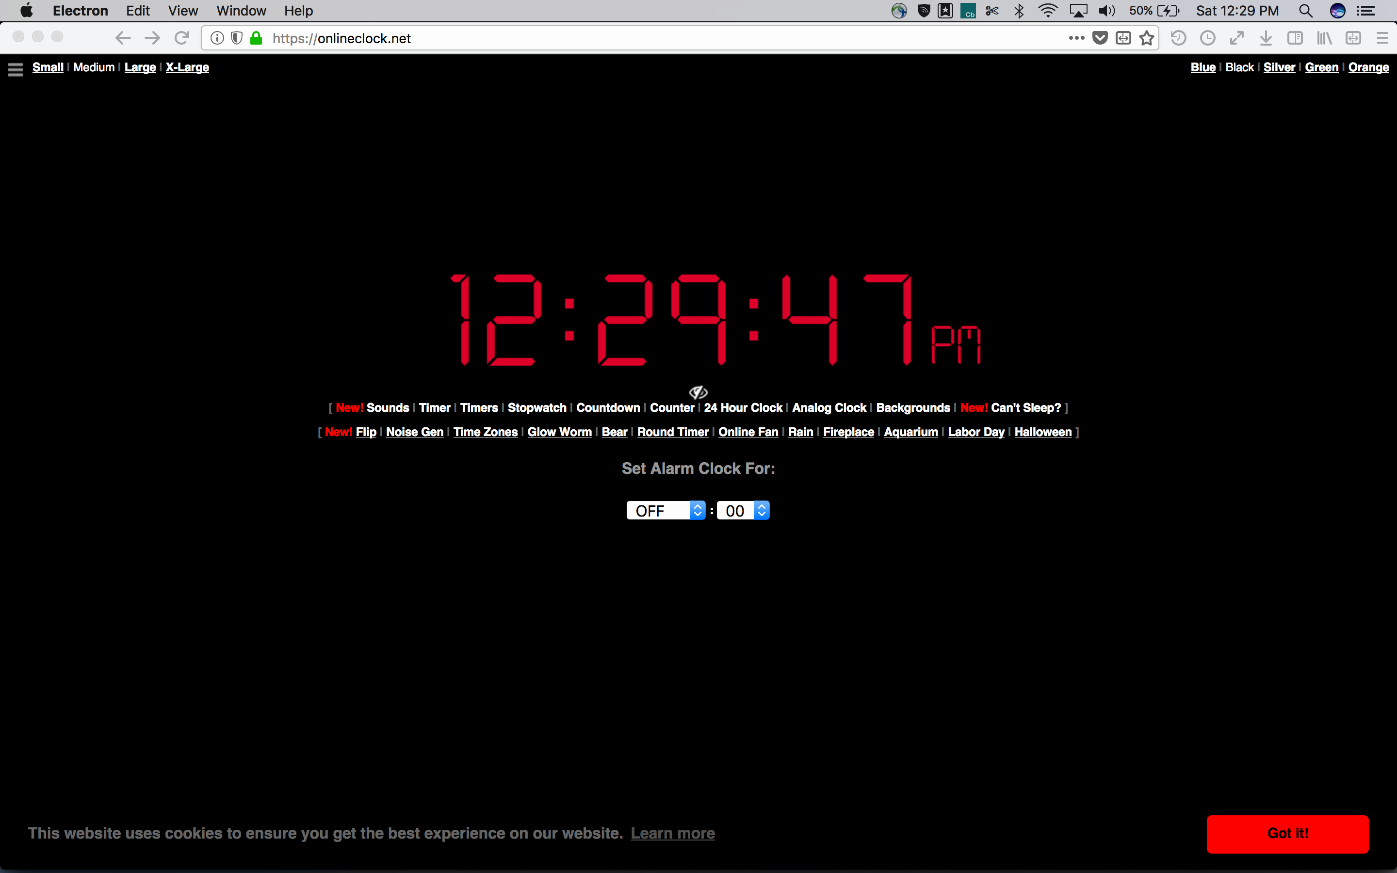 Electron Edit View Window Help Cb 50% Sat 12:29 PM
https://onlineclock.net
Small | Medium | Large | X-Large
Blue | Black | Silver | Green | Orange
12:29:47 PM
[ New! Sounds | Timer | Timers | Stopwatch | Countdown | Counter | 24 Hour Clock | Analog Clock | Backgrounds | New! Can't Sleep? ]
[ New! Flip | Noise Gen | Time Zones | Glow Worm | Bear | Round Timer | Online Fan | Rain | Fireplace | Aquarium | Labor Day | Halloween ]
Set Alarm Clock For:
OFF : 00
This website uses cookies to ensure you get the best experience on our website. Learn more
Got it!